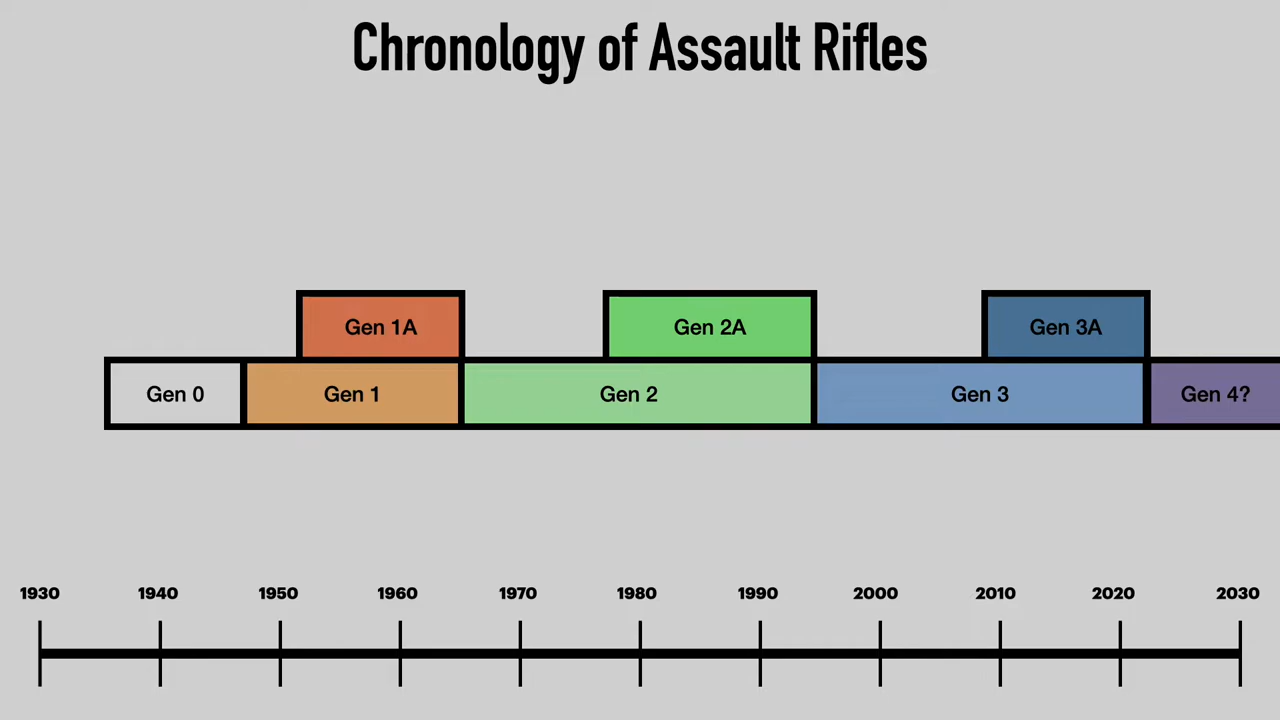 Chronology of Assault Rifles
Gen 1A Gen 2A Gen 3A
Gen 0 Gen 1 Gen 2 Gen 3 Gen 4?
1930 1940 1950 1960 1970 1980 1990 2000 2010 2020 2030